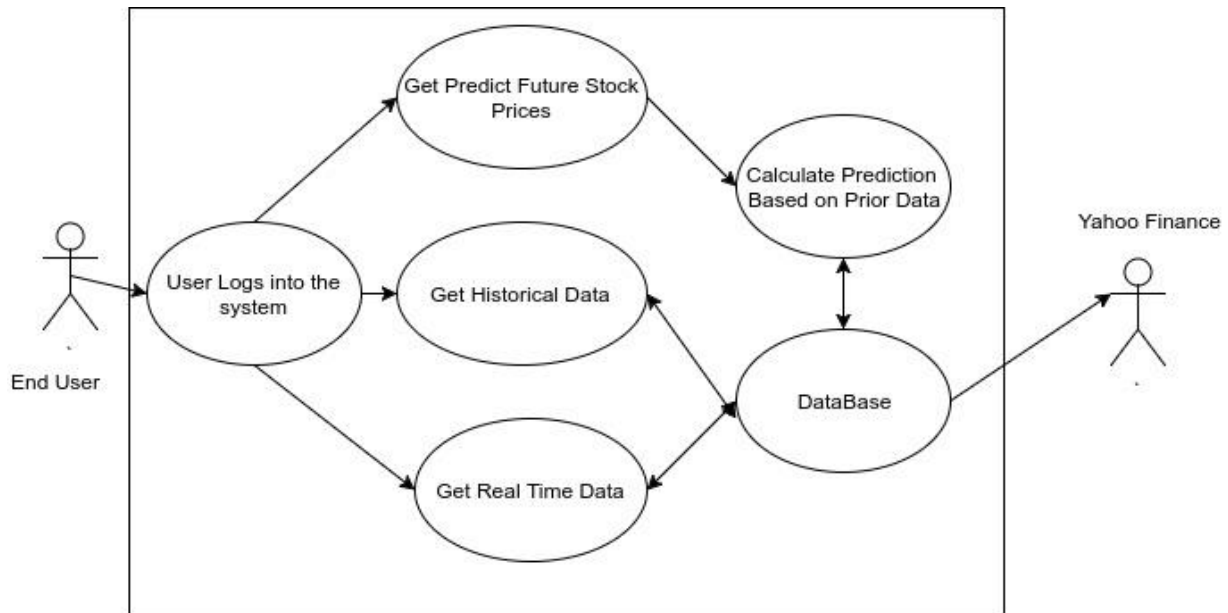 Get Predict Future Stock
Prices
Calculate Prediction
Based on Prior Data
Yahoo Finance
User Logs into the
system
Get Historical Data
End User
DataBase
Get Real Time Data